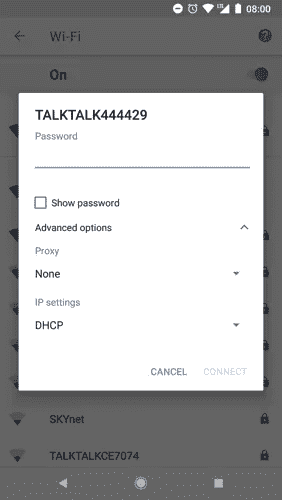 08:00
Wi-Fi
On
TALKTALK444429
Password
Show password
Advanced options
Proxy
None
IP settings
DHCP
CANCEL CONNECT
SKYnet
TALKTALKCE7074